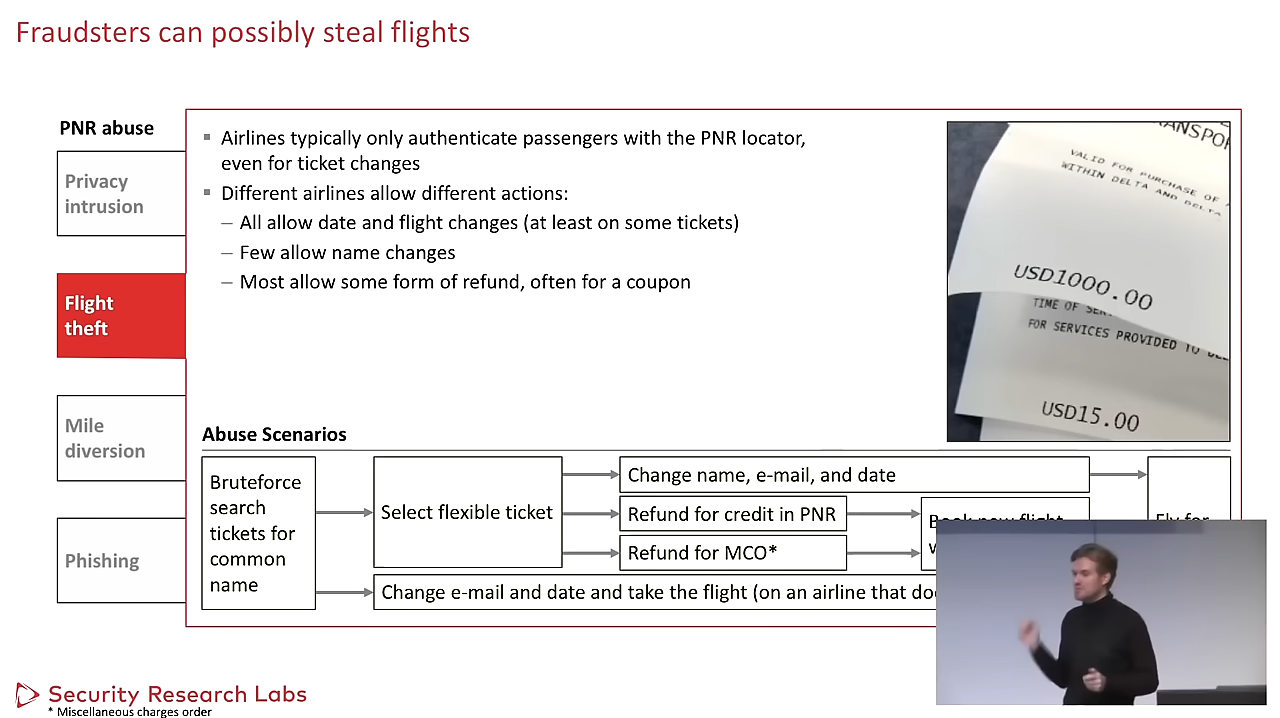 Fraudsters can possibly steal flights
PNR abuse
Privacy
intrusion
Flight
theft
Mile
diversion
Phishing
▪ Airlines typically only authenticate passengers with the PNR locator,
even for ticket changes
▪ Different airlines allow different actions:
– All allow date and flight changes (at least on some tickets)
– Few allow name changes
– Most allow some form of refund, often for a coupon
VALID FOR PURCHASE OF
WITHIN DELTA AND
USD1000.00
TIME OF
FOR SERVICES PROVIDED TO
USD15.00
Abuse Scenarios
Bruteforce
search
tickets for
common
name
Select flexible ticket
Change name, e-mail, and date
Refund for credit in PNR
Refund for MCO*
Fly for
Change e-mail and date and take the flight (on an airline that
Security Research Labs
* Miscellaneous charges order